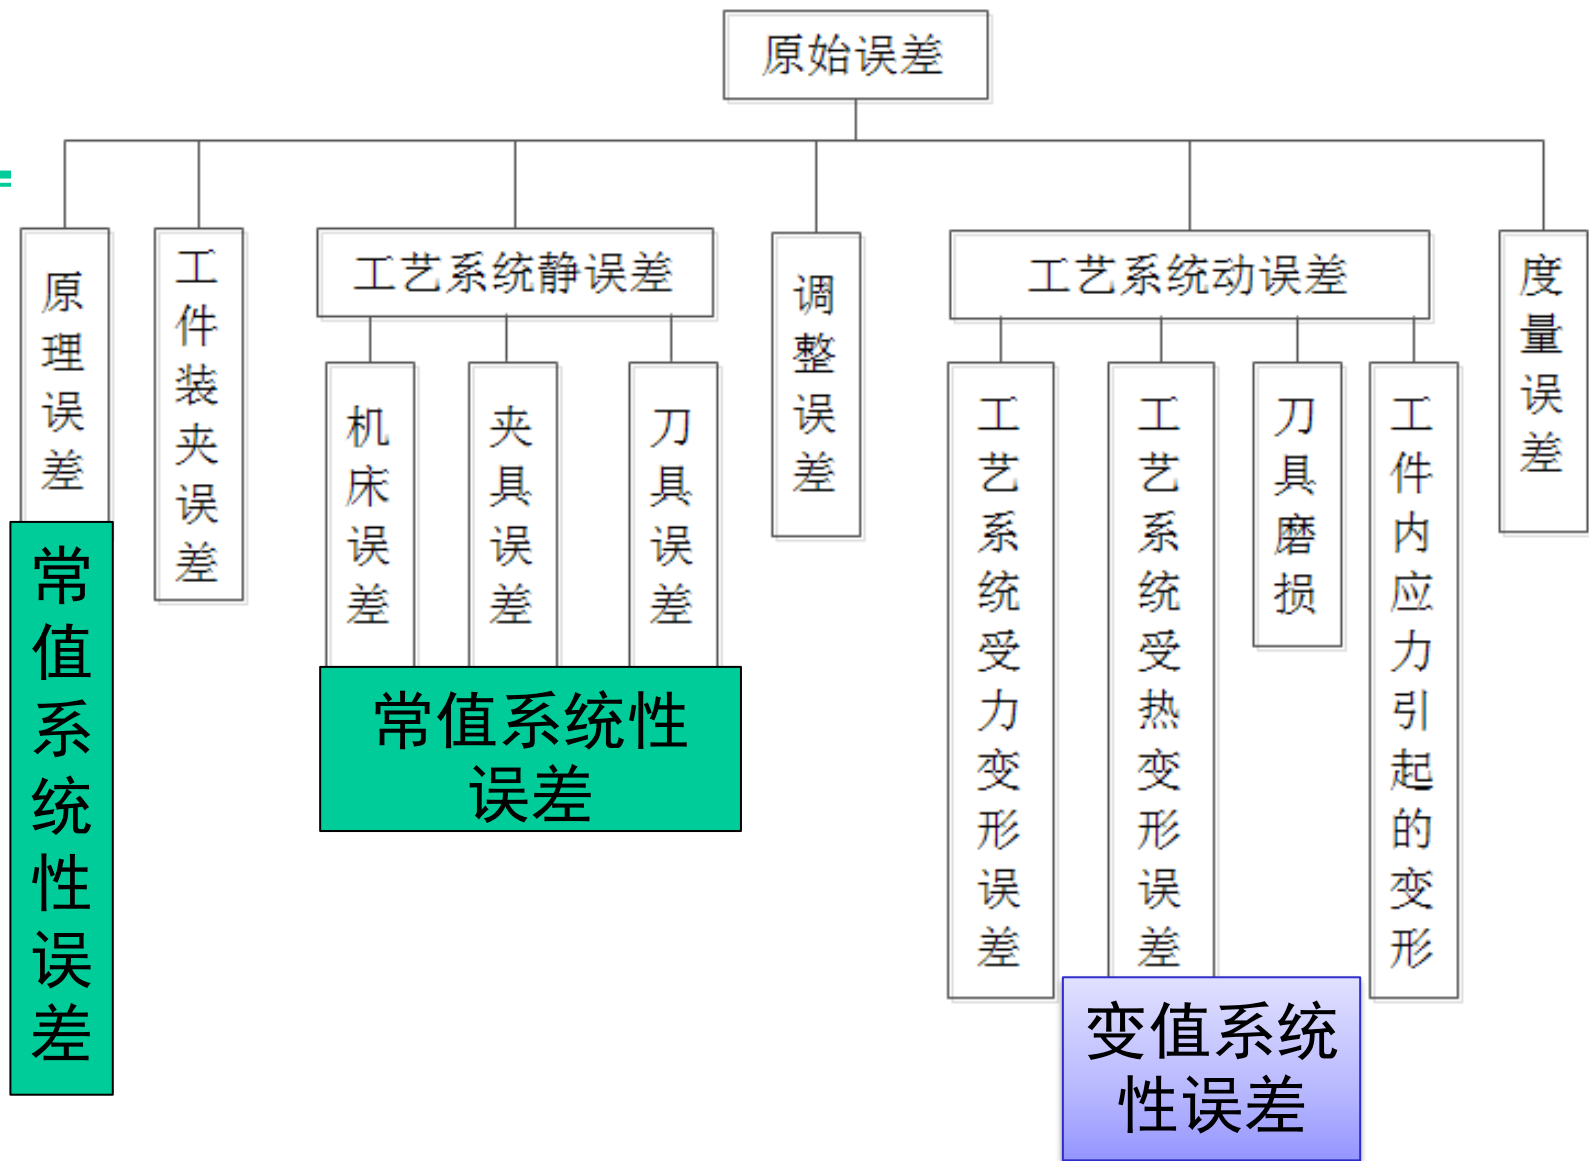 原始误差
原理误差
工件装夹误差
工艺系统静误差
调整误差
工艺系统动误差
度量误差
机床误差
夹具误差
刀具误差
工艺系统受力变形误差
工艺系统受热变形误差
刀具磨损
工件内应力引起的变形
常值系统性误差
常值系统性
误差
变值系统
性误差